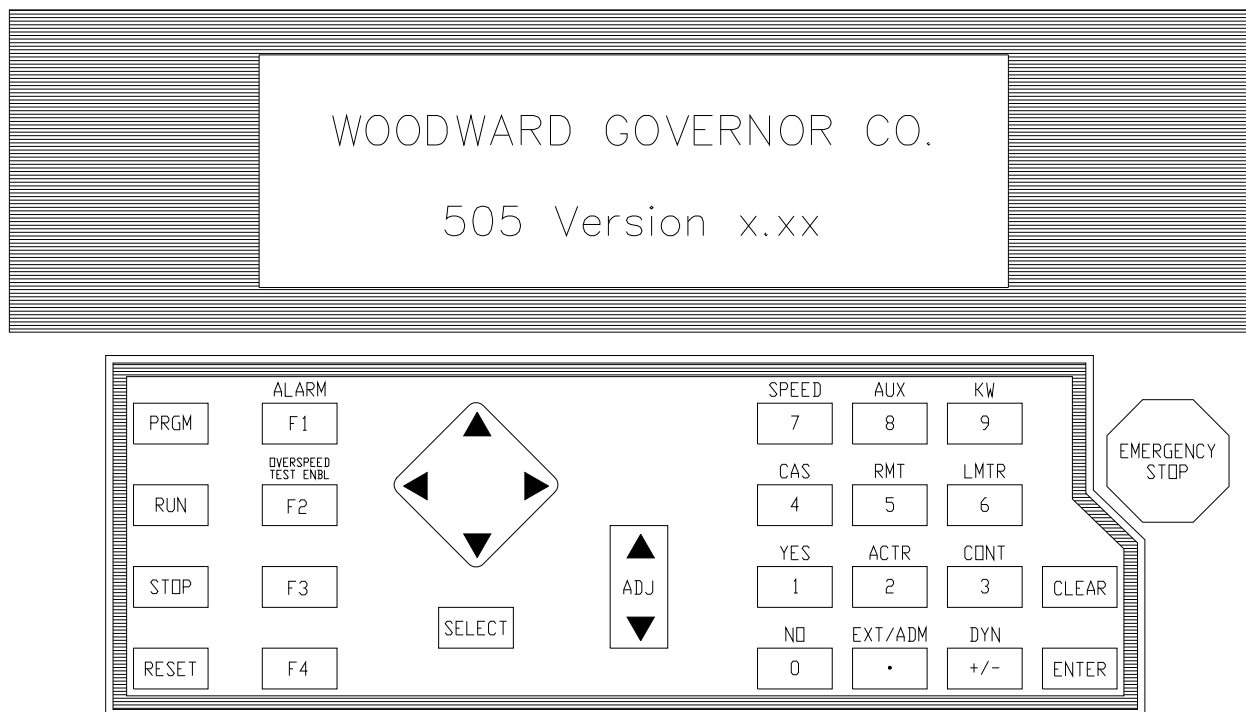 WOODWARD GOVERNOR CO.
505 Version x.xx
ALARM SPEED AUX KW
PRGM F1 7 8 9
EMERGENCY
STOP
OVERSPEED
TEST ENBL
CAS RMT LMTR
RUN F2 4 5 6
YES ACTR CONT
STOP F3 ADJ 1 2 3 CLEAR
SELECT
NO EXT/ADM DYN
RESET F4 0 . +/- ENTER